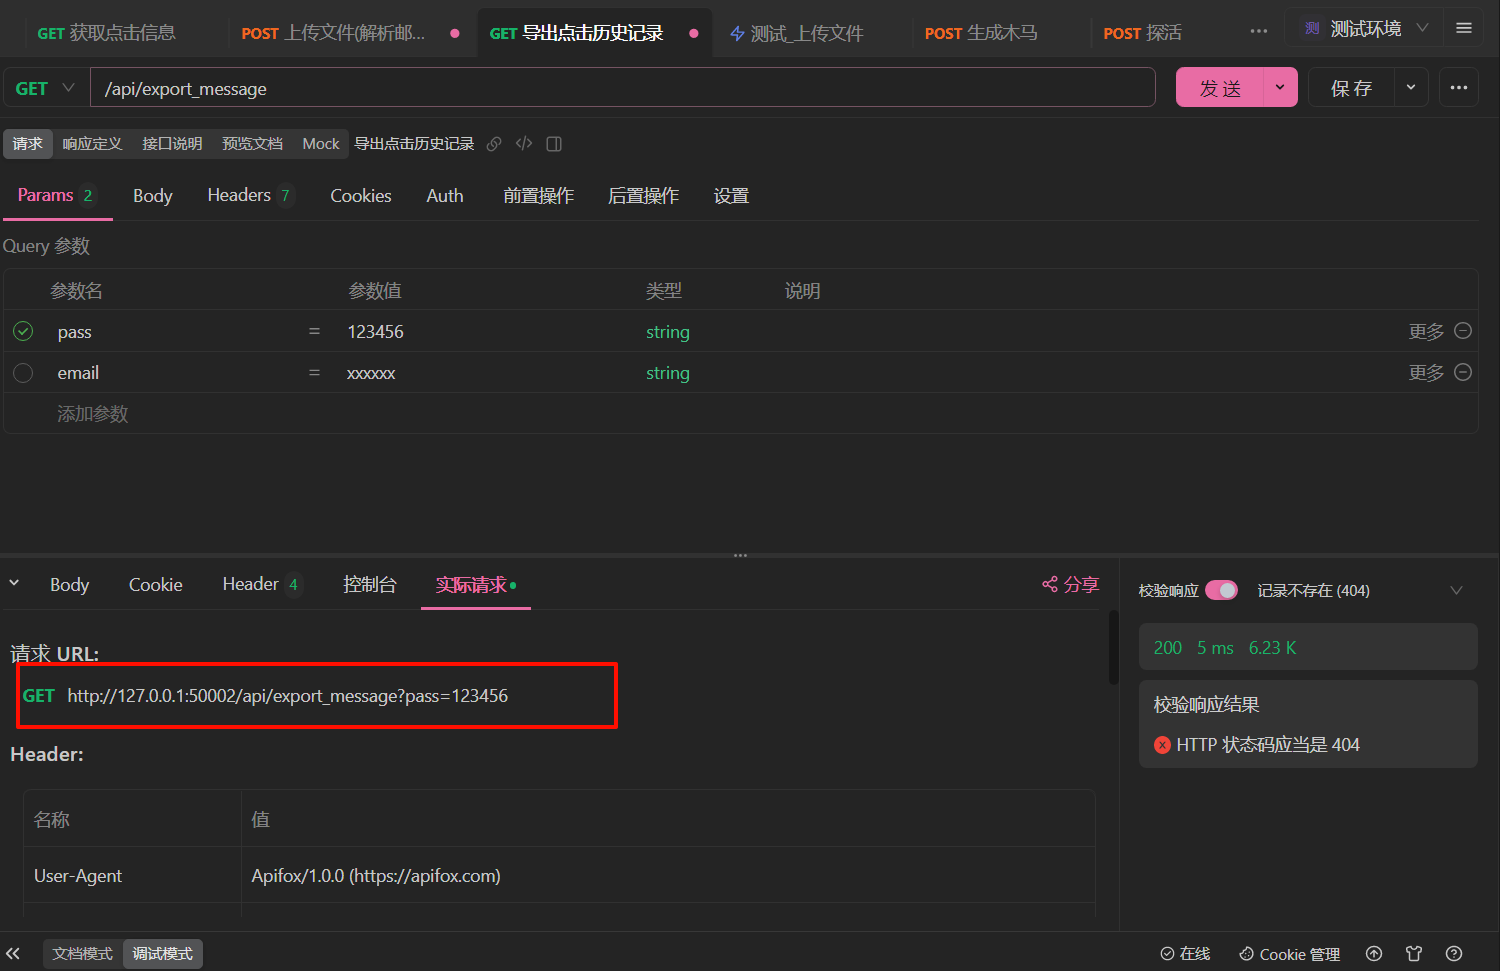 GET 获取点击信息
POST 上传文件(解析邮...
GET 导出点击历史记录
测试_上传文件
POST 生成木马
POST 探活
测 测试环境
GET /api/export_message
发 送
保 存
请求 响应定义 接口说明 预览文档 Mock 导出点击历史记录
Params 2 Body Headers 7 Cookies Auth 前置操作 后置操作 设置
Query 参数
参数名 参数值 类型 说明
pass = 123456 string 更多
email = xxxxxx string 更多
添加参数
Body Cookie Header 4 控制台 实际请求 分享
校验响应 记录不存在 (404)
200 5 ms 6.23 K
校验响应结果
HTTP 状态码应当是 404
请求 URL:
GET http://127.0.0.1:50002/api/export_message?pass=123456
Header:
名称 值
User-Agent Apifox/1.0.0 (https://apifox.com)
文档模式 调试模式 在线 Cookie 管理